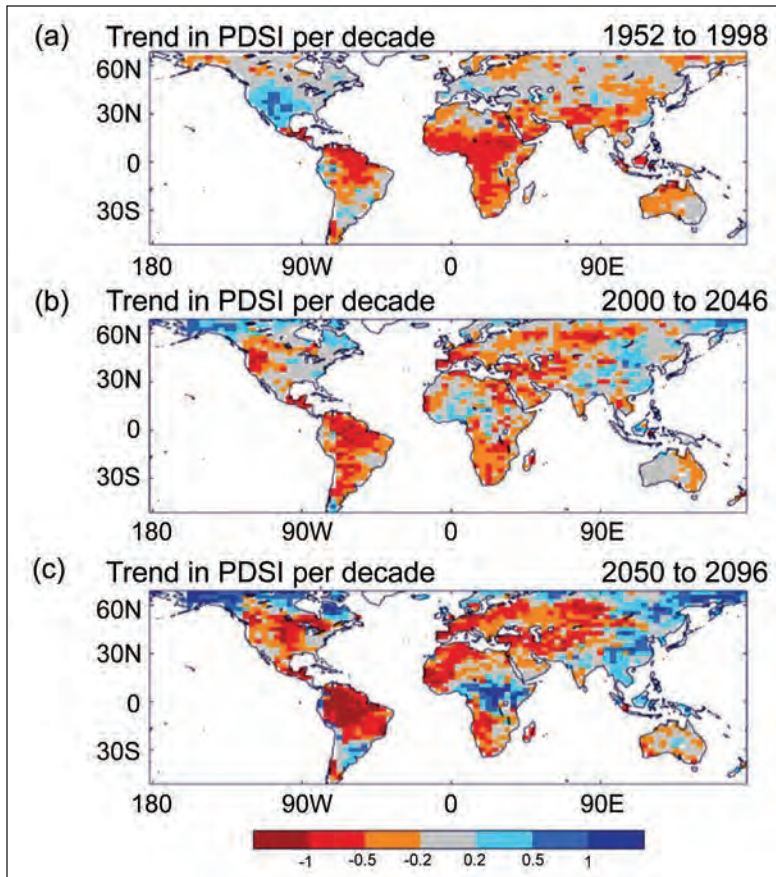 (a) Trend in PDSI per decade 1952 to 1998
60N
30N
0
30S
180 90W 0 90E
(b) Trend in PDSI per decade 2000 to 2046
60N
30N
0
30S
180 90W 0 90E
(c) Trend in PDSI per decade 2050 to 2096
60N
30N
0
30S
180 90W 0 90E
-1 -0.5 -0.2 0.2 0.5 1